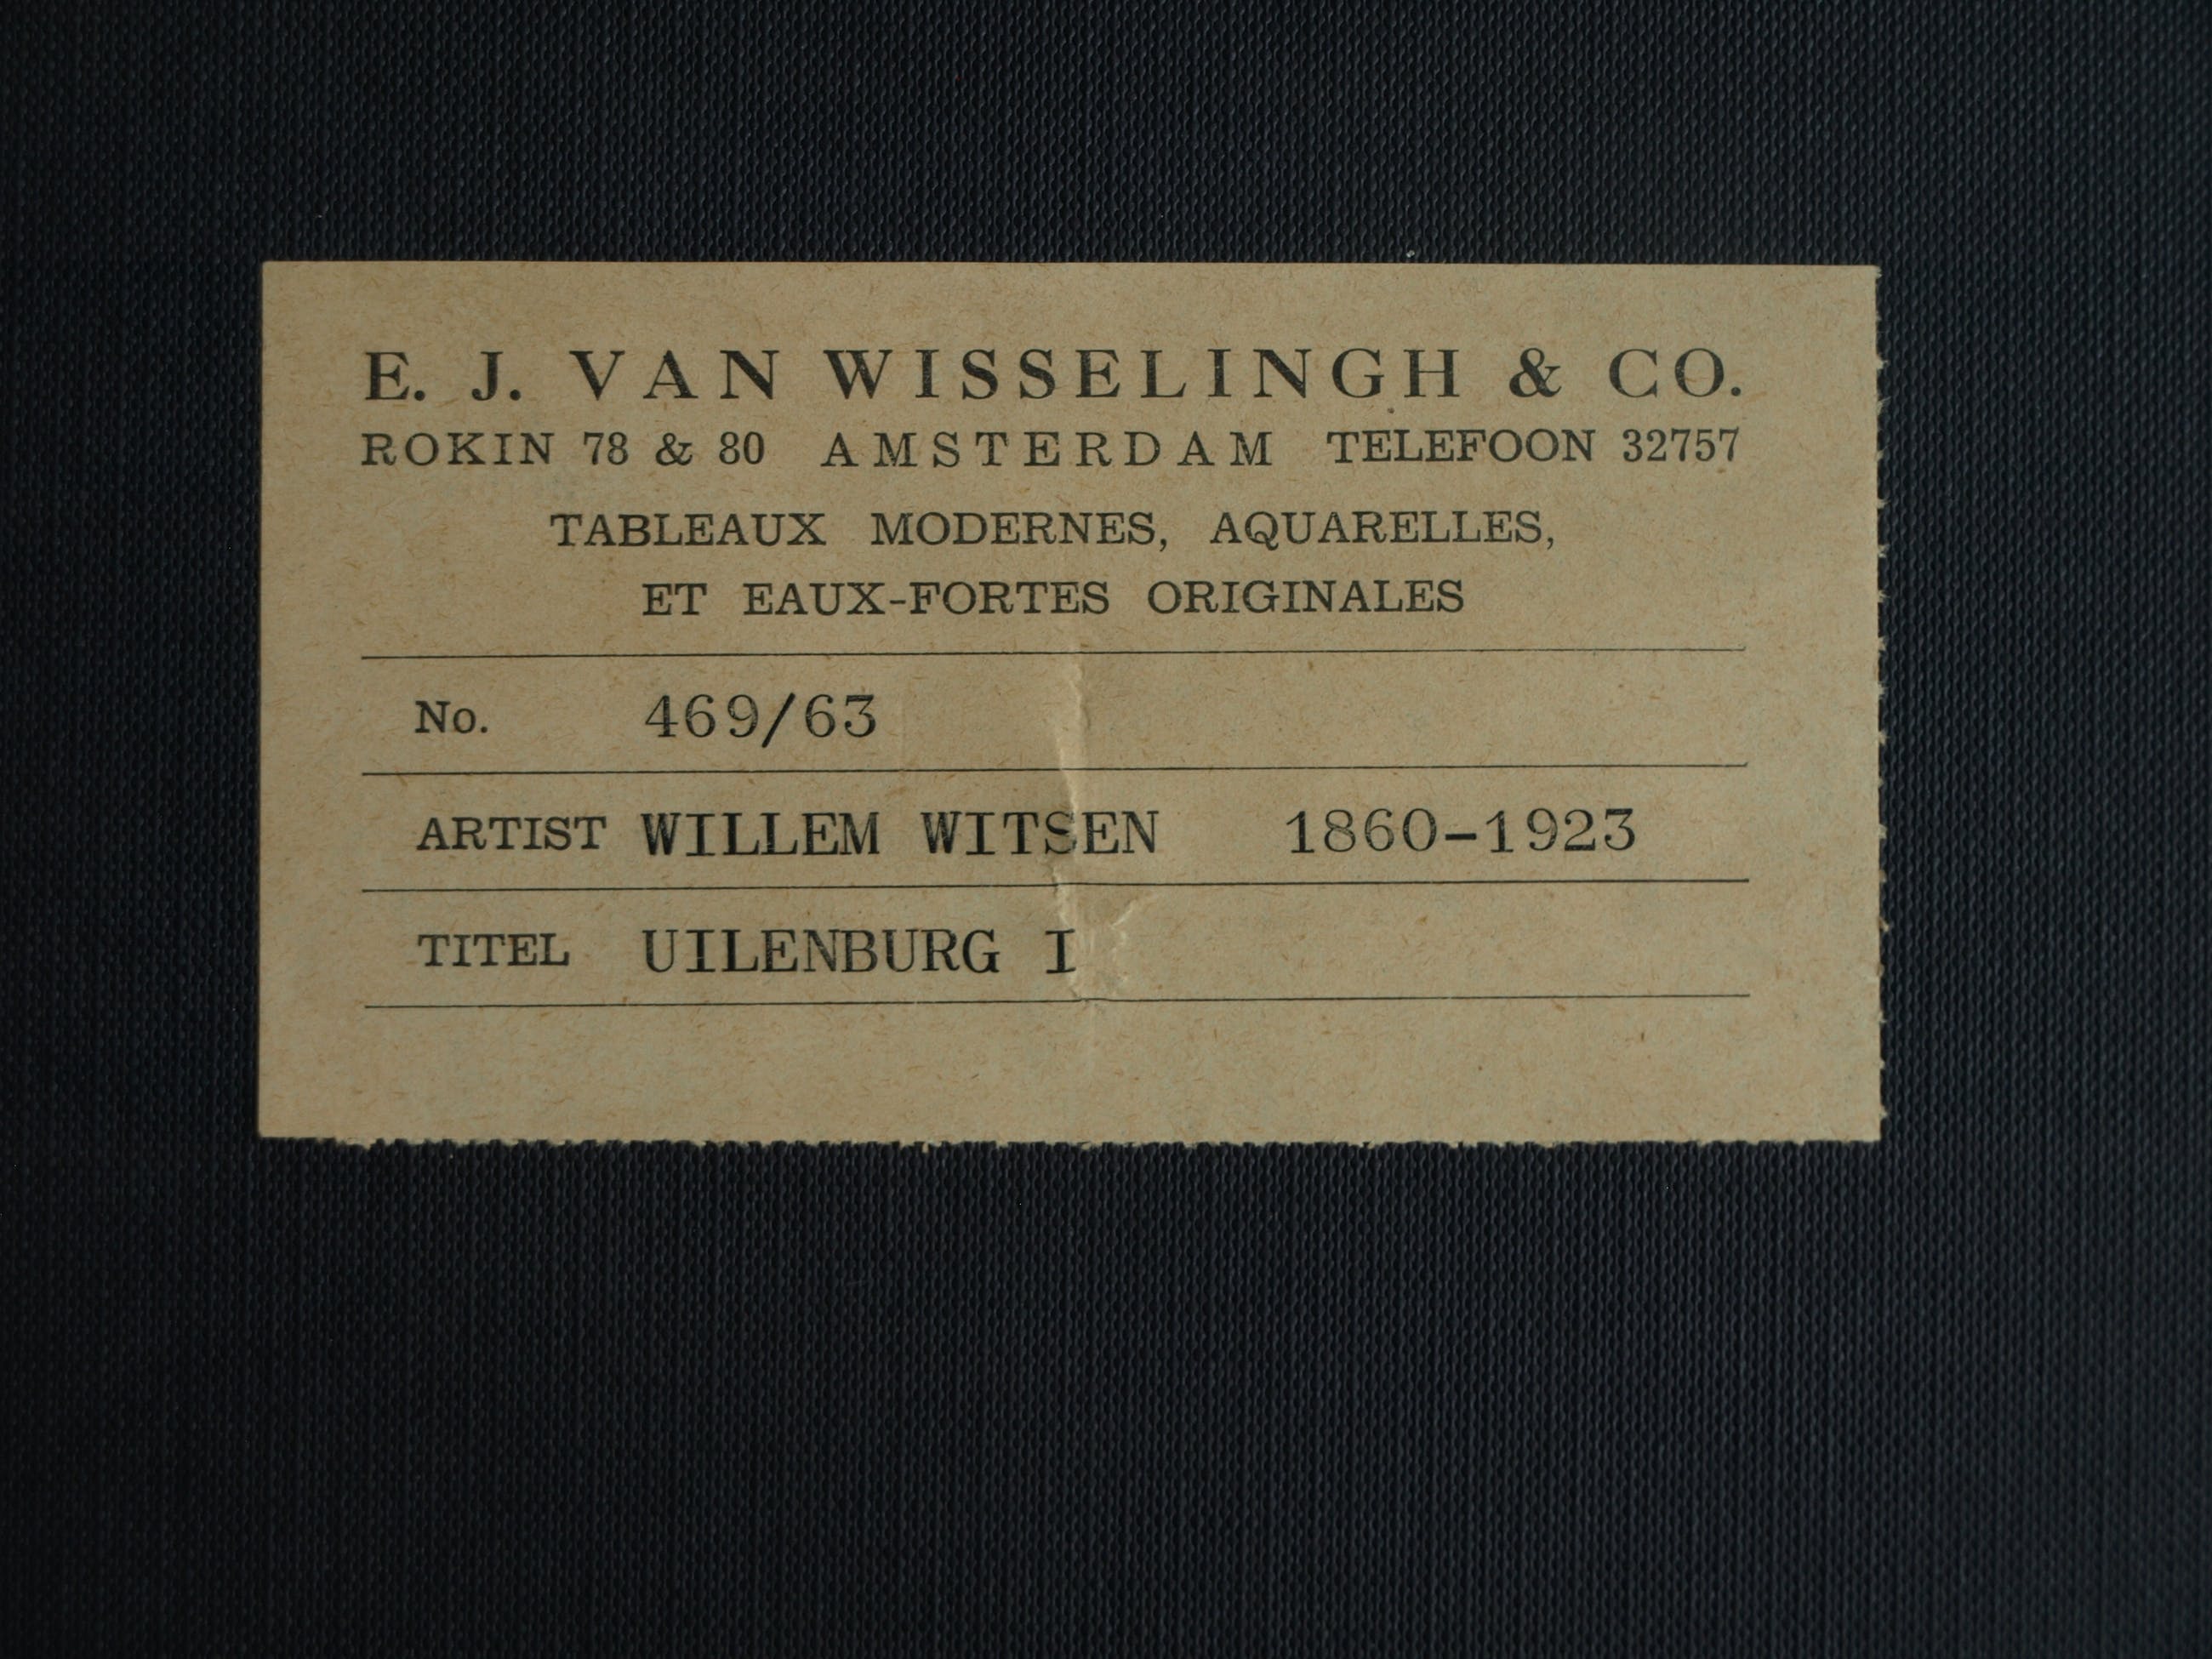 E. J. VAN WISSELINGH & CO.
ROKIN 78 & 80 AMSTERDAM TELEFOON 32757
TABLEAUX MODERNES, AQUARELLES,
ET EAUX-FORTES ORIGINALES
No. 469/63
ARTIST WILLEM WITSEN 1860-1923
TITEL UILENBURG I